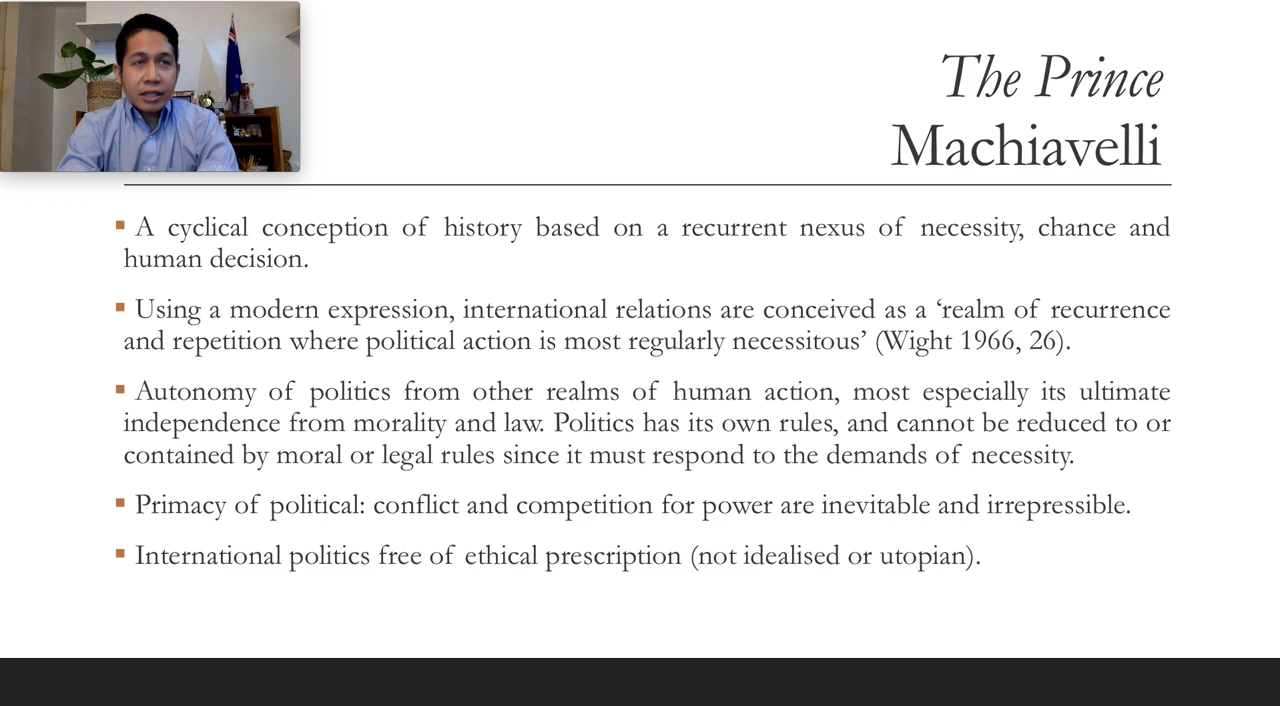 The Prince
Machiavelli
▪ A cyclical conception of history based on a recurrent nexus of necessity, chance and
human decision.
▪ Using a modern expression, international relations are conceived as a ‘realm of recurrence
and repetition where political action is most regularly necessitous’ (Wight 1966, 26).
▪ Autonomy of politics from other realms of human action, most especially its ultimate
independence from morality and law. Politics has its own rules, and cannot be reduced to or
contained by moral or legal rules since it must respond to the demands of necessity.
▪ Primacy of political: conflict and competition for power are inevitable and irrepressible.
▪ International politics free of ethical prescription (not idealised or utopian).